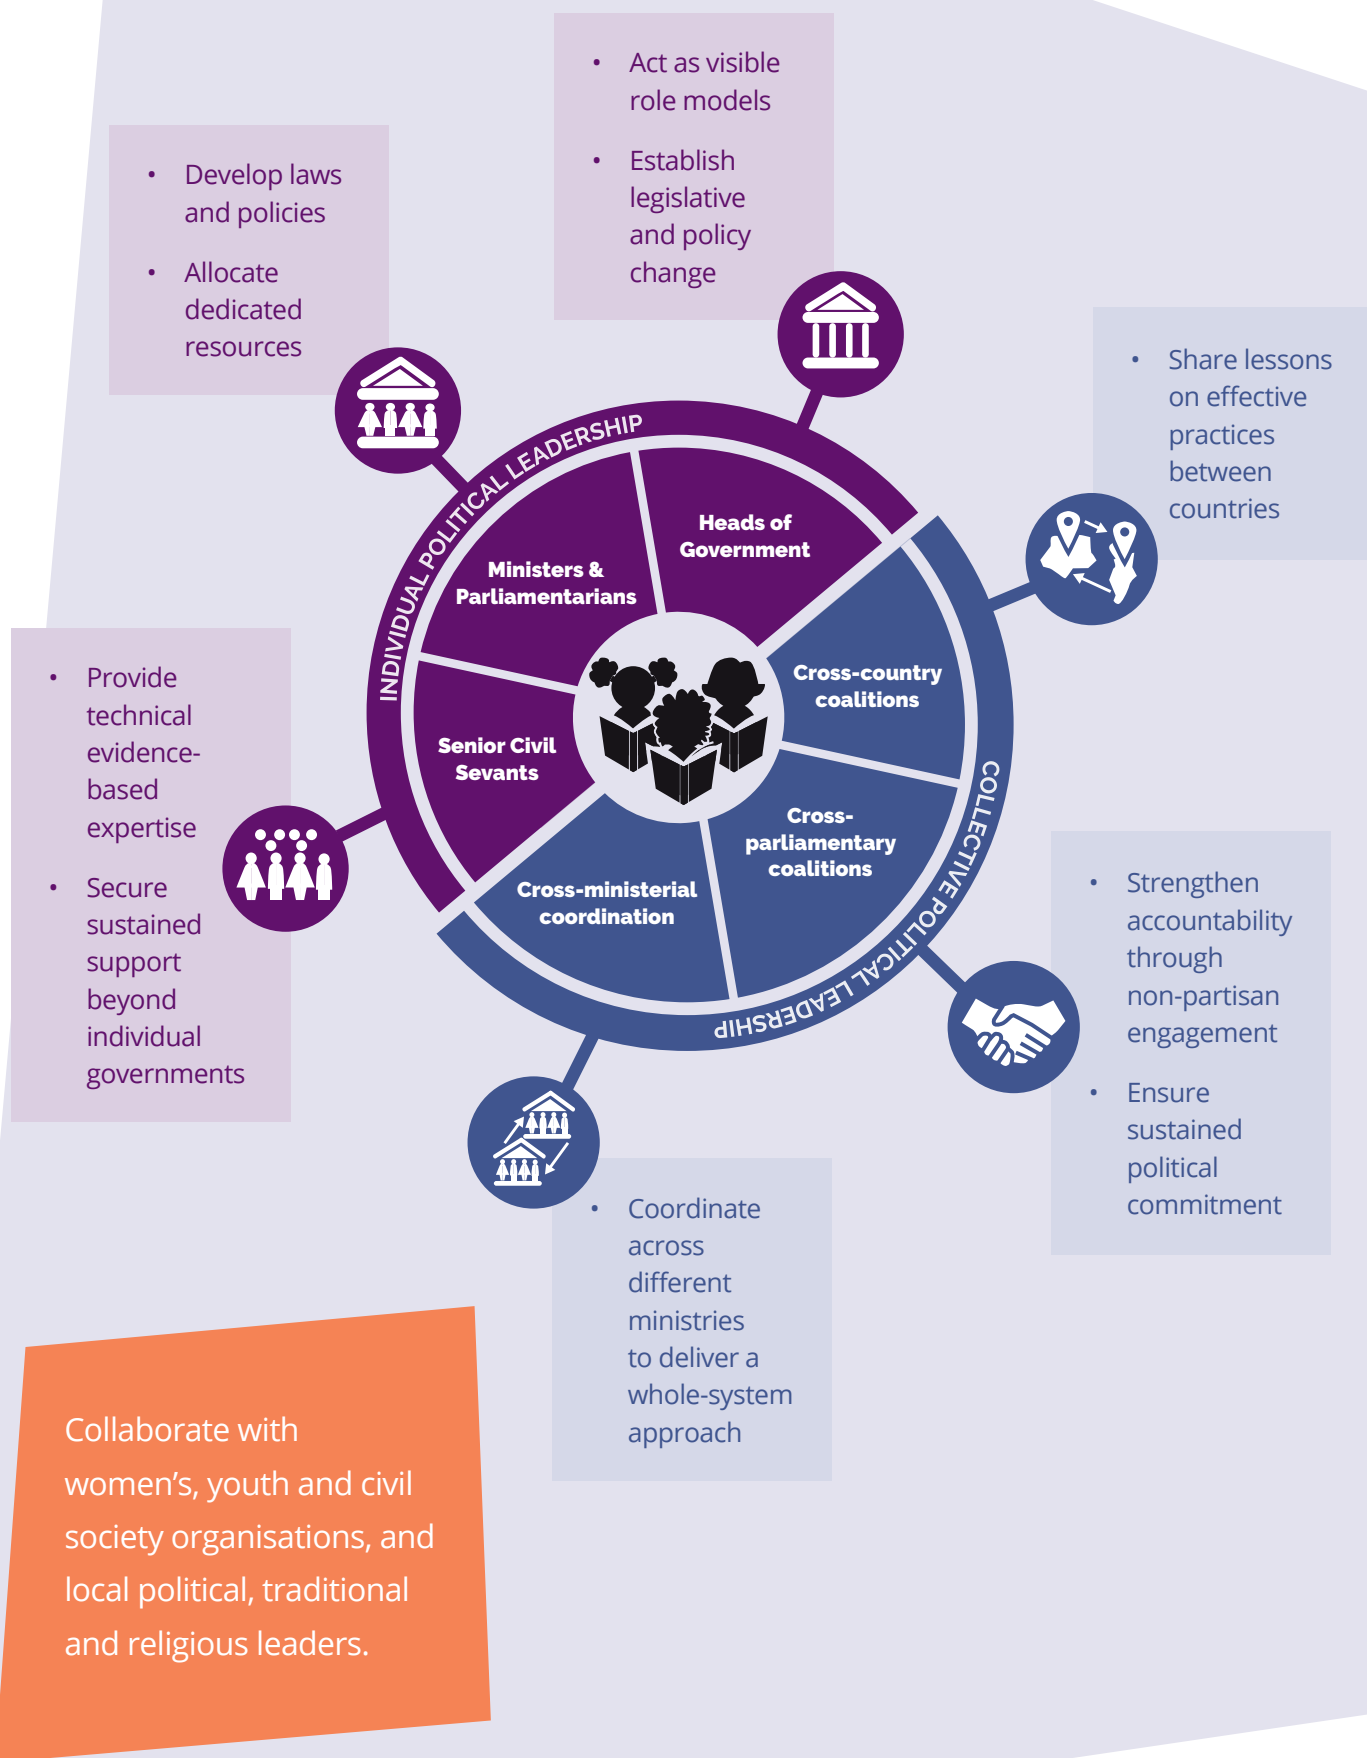 • Act as visible
role models
• Establish
legislative
and policy
change
• Develop laws
and policies
• Allocate
dedicated
resources
• Share lessons
on effective
practices
between
countries
INDIVIDUAL POLITICAL LEADERSHIP
Heads of
Government
Ministers &
Parliamentarians
Senior Civil
Sevants
Cross-country
coalitions
Cross-
parliamentary
coalitions
Cross-ministerial
coordination
COLLECTIVE POLITICAL LEADERSHIP
• Provide
technical
evidence-
based
expertise
• Secure
sustained
support
beyond
individual
governments
• Strengthen
accountability
through
non-partisan
engagement
• Ensure
sustained
political
commitment
• Coordinate
across
different
ministries
to deliver a
whole-system
approach
Collaborate with
women’s, youth and civil
society organisations, and
local political, traditional
and religious leaders.